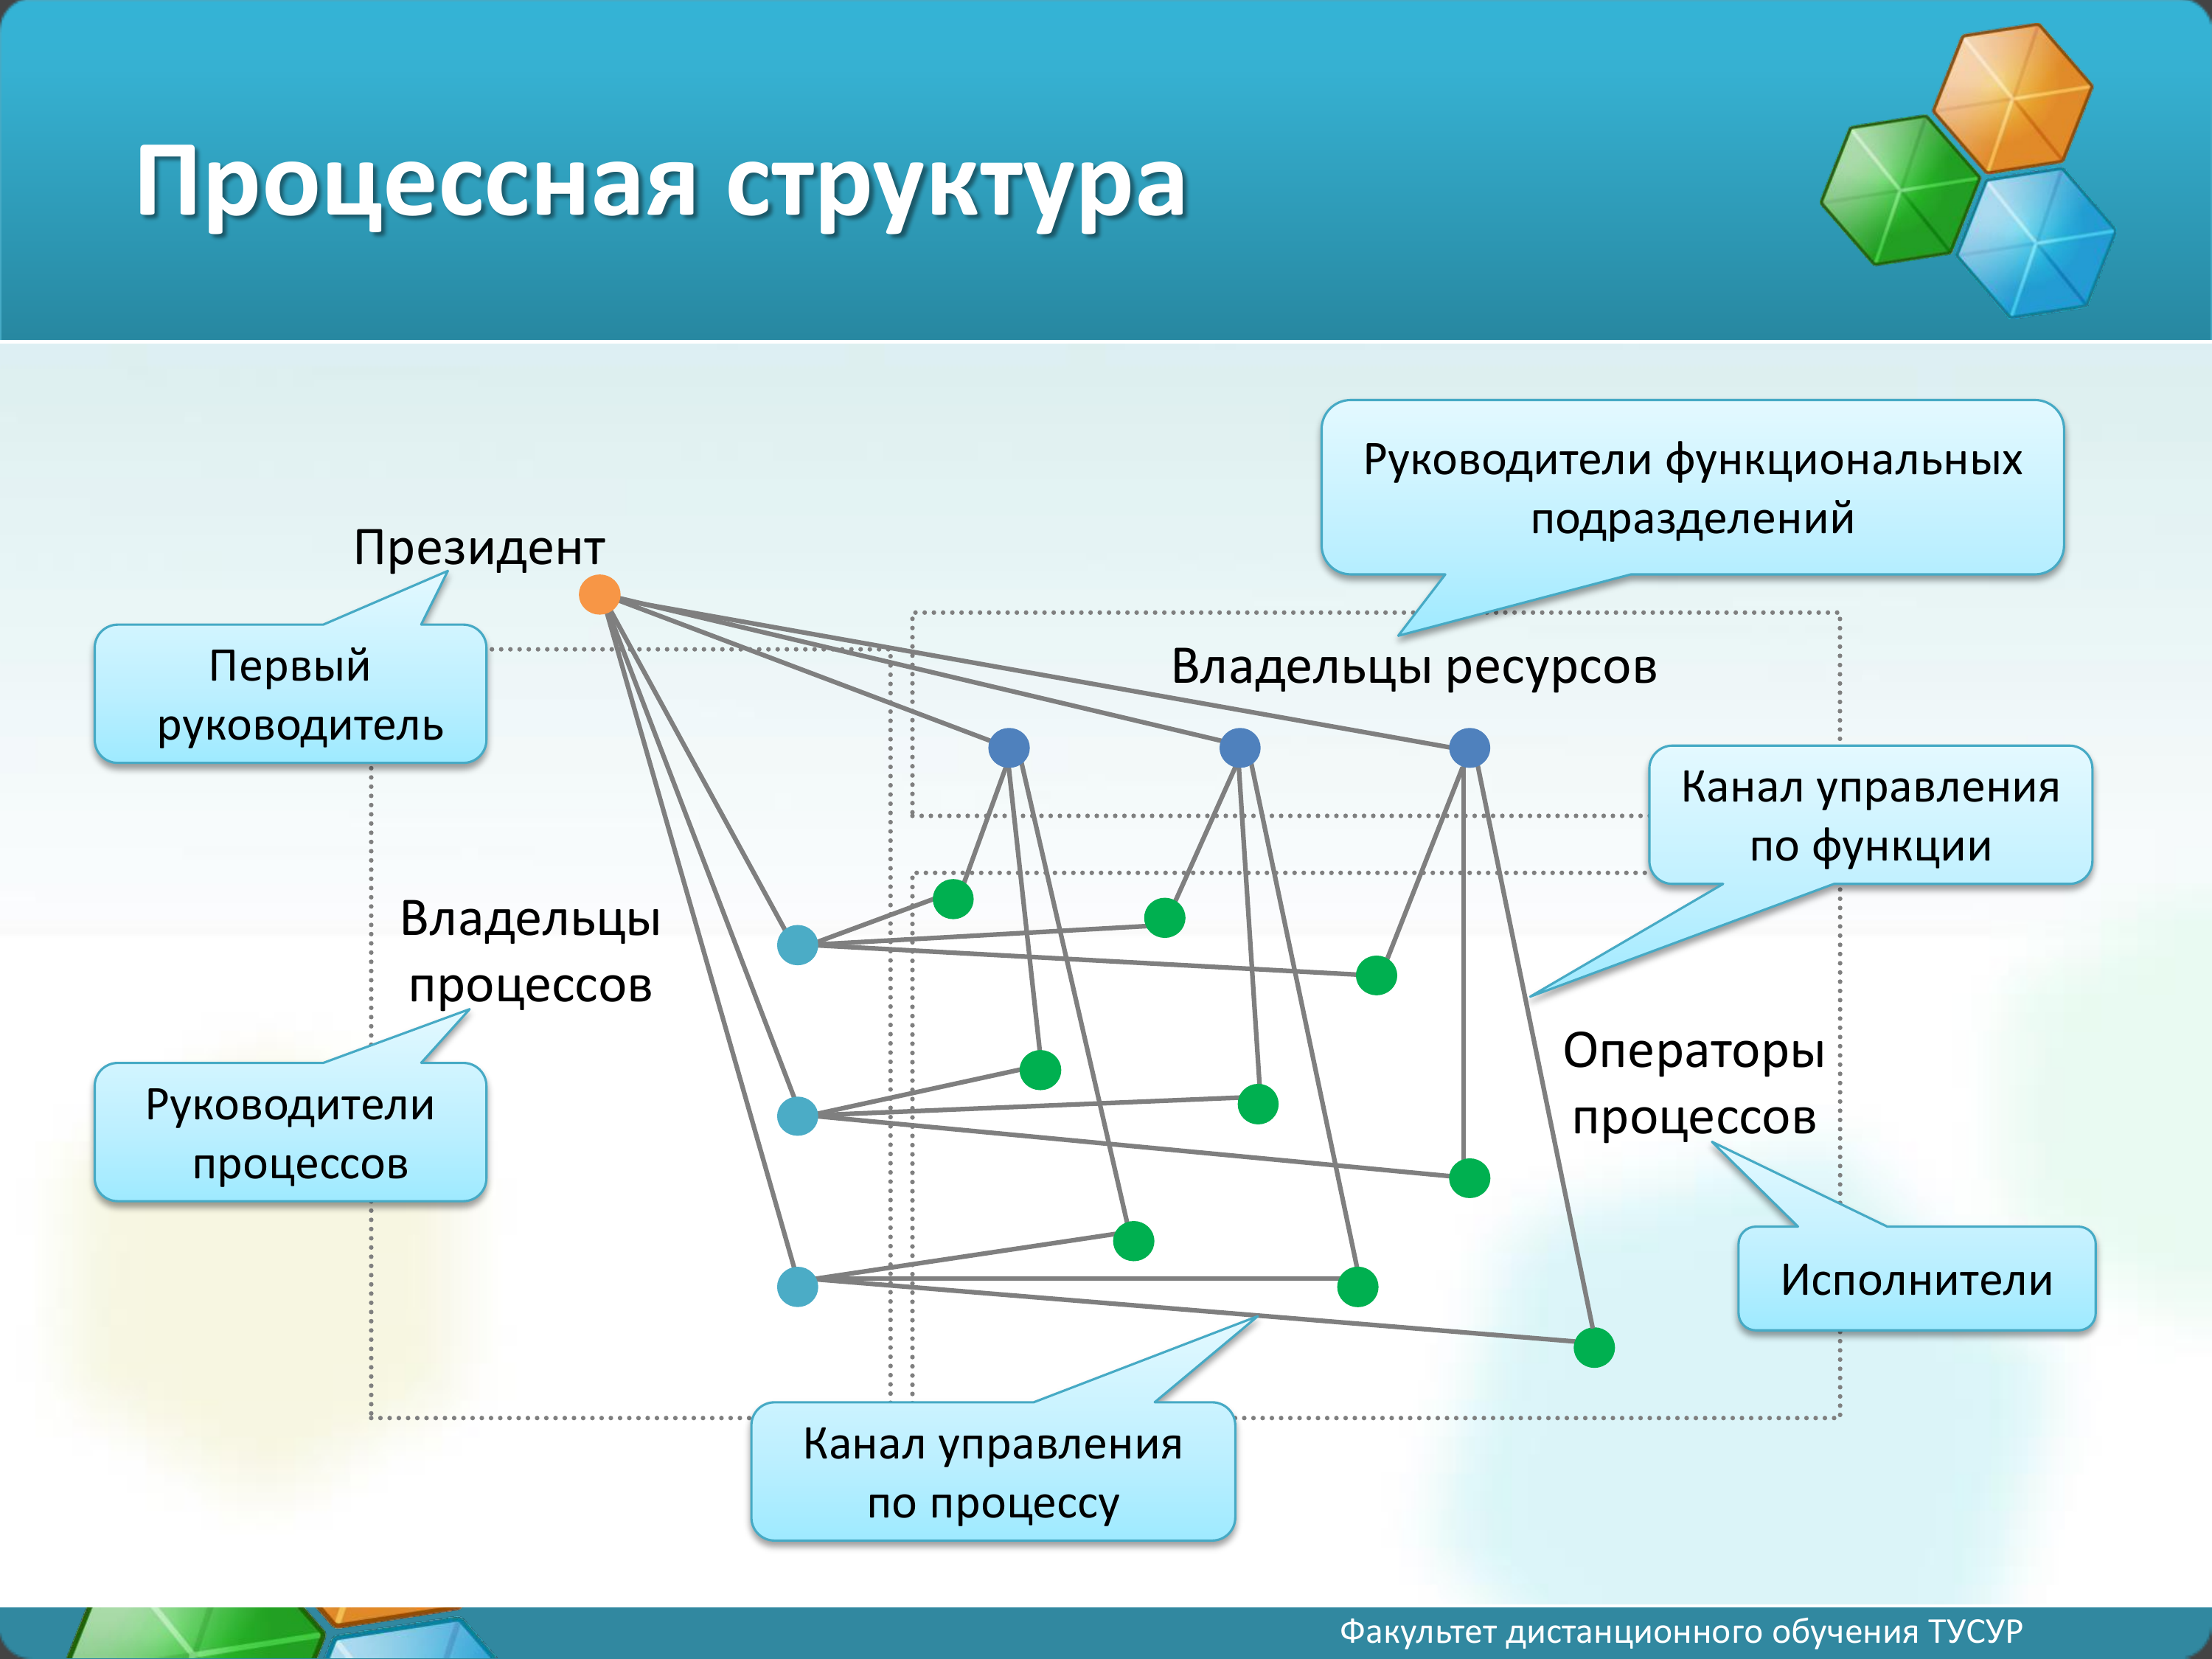 Процессная структура
Руководители функциональных
подразделений
Президент
Первый
руководитель
Владельцы ресурсов
Канал управления
по функции
Владельцы
процессов
Операторы
процессов
Руководители
процессов
Исполнители
Канал управления
по процессу
Факультет дистанционного обучения ТУСУР